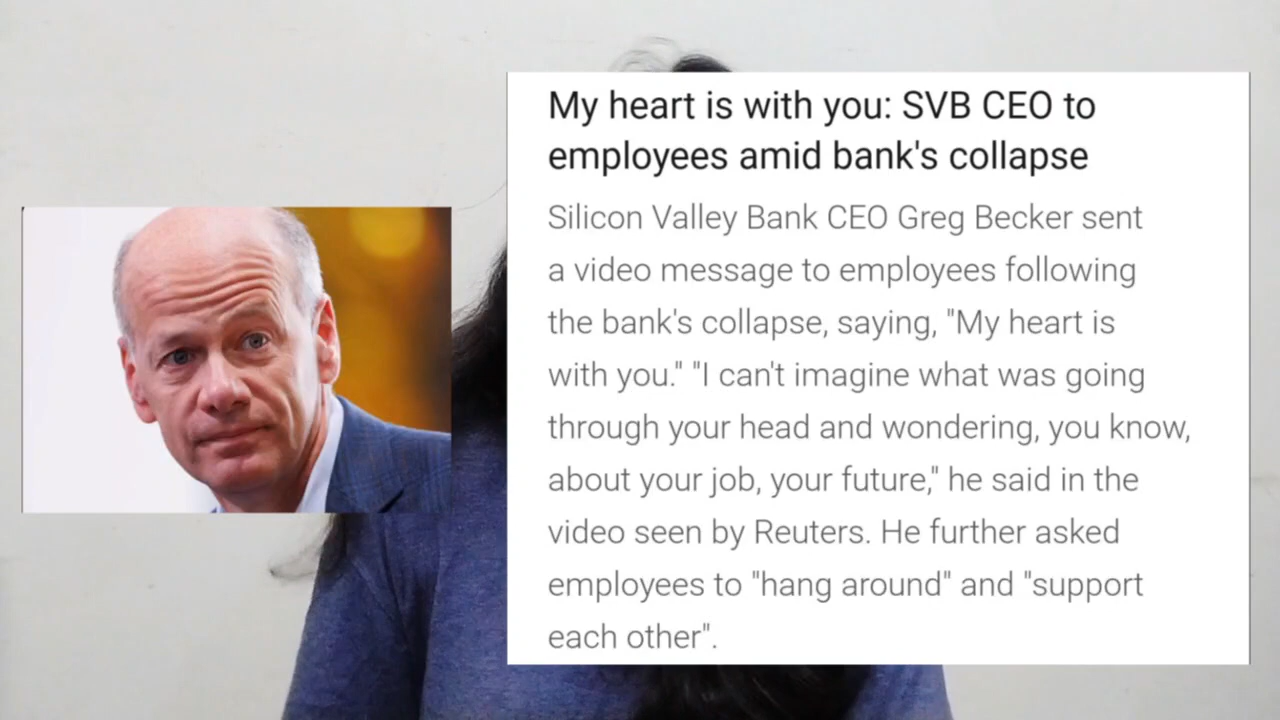 My heart is with you: SVB CEO to
employees amid bank's collapse
Silicon Valley Bank CEO Greg Becker sent
a video message to employees following
the bank's collapse, saying, "My heart is
with you." "I can't imagine what was going
through your head and wondering, you know,
about your job, your future," he said in the
video seen by Reuters. He further asked
employees to "hang around" and "support
each other".